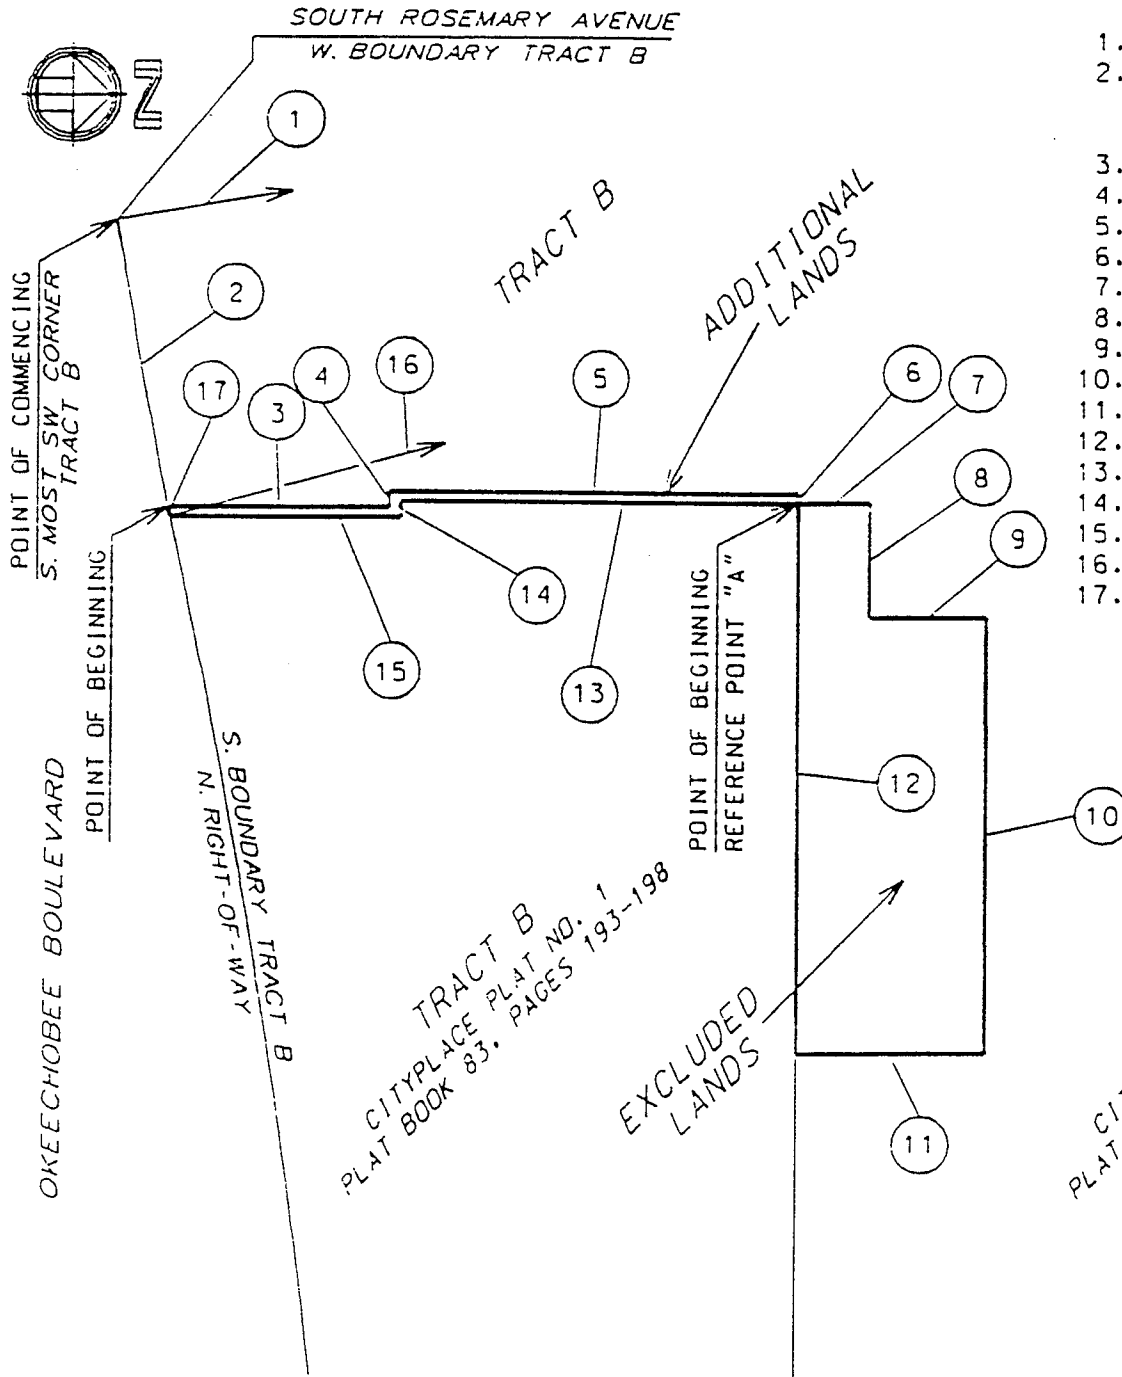 SOUTH ROSEMARY AVENUE
W. BOUNDARY TRACT B
N
1
2
POINT OF COMMENCING
S. MOST SW CORNER
TRACT B
TRACT B
ADDITIONAL
LANDS
17
3
4
16
5
6
7
8
9
POINT OF BEGINNING
15
14
13
POINT OF BEGINNING
REFERENCE POINT "A"
12
10
11
OKEECHOBEE BOULEVARD
S. BOUNDARY TRACT B
N. RIGHT-OF-WAY
TRACT B
CITYPLACE PLAT NO. 1
PLAT BOOK 83, PAGES 193-198
EXCLUDED
LANDS
1.
2.
3.
4.
5.
6.
7.
8.
9.
10.
11.
12.
13.
14.
15.
16.
17.
CIT
PLAT